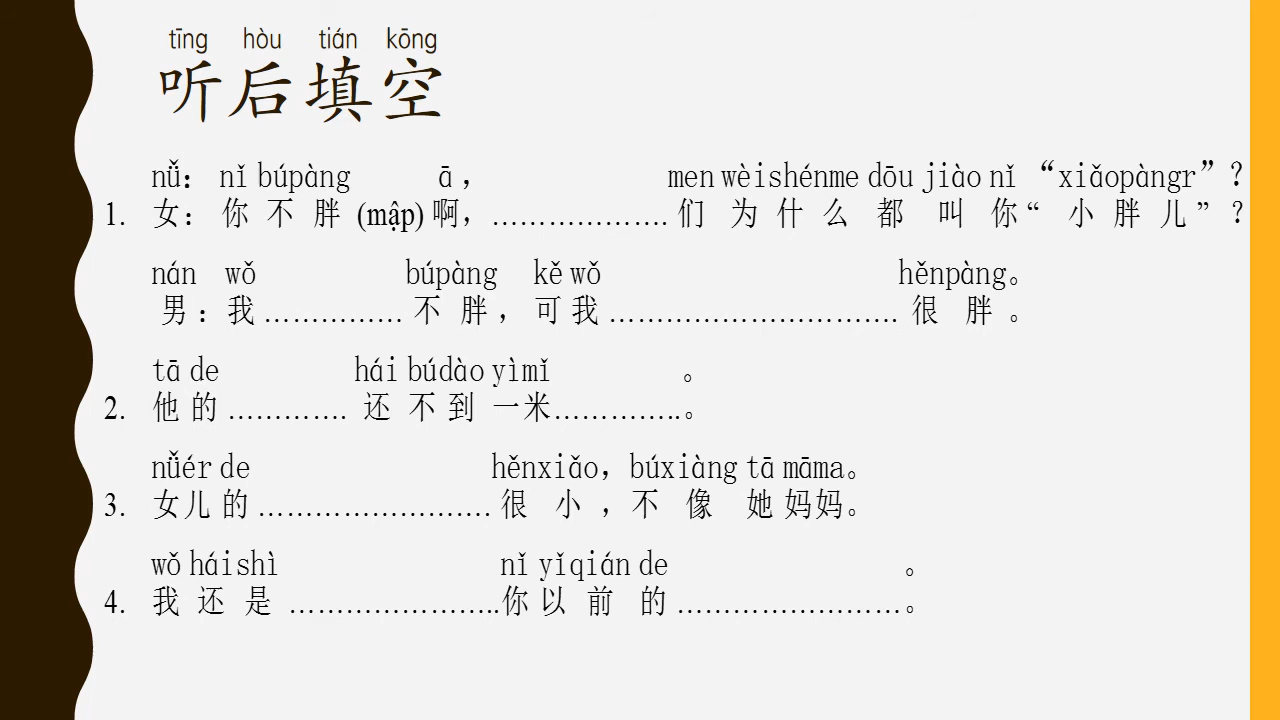 tīng hòu tián kōng
听后填空
nǚ： nǐ búpàng ā， men wèishénme dōu jiào nǐ “xiǎopàngr”？
1. 女：你不胖 (mập) 啊，………………. 们为什么都叫你“小胖儿”？
nán wǒ búpàng kě wǒ hěnpàng。
男：我 …………… 不胖，可我 …………………………. 很胖。
tā de hái búdào yìmǐ 。
2. 他的 …………. 还不到一米…………..。
nǚér de hěnxiǎo，búxiàng tā māma。
3. 女儿的 ……………………. 很小，不像她妈妈。
wǒ háishì nǐ yǐqián de 。
4. 我还是 …………………..你以前的 ……………………。